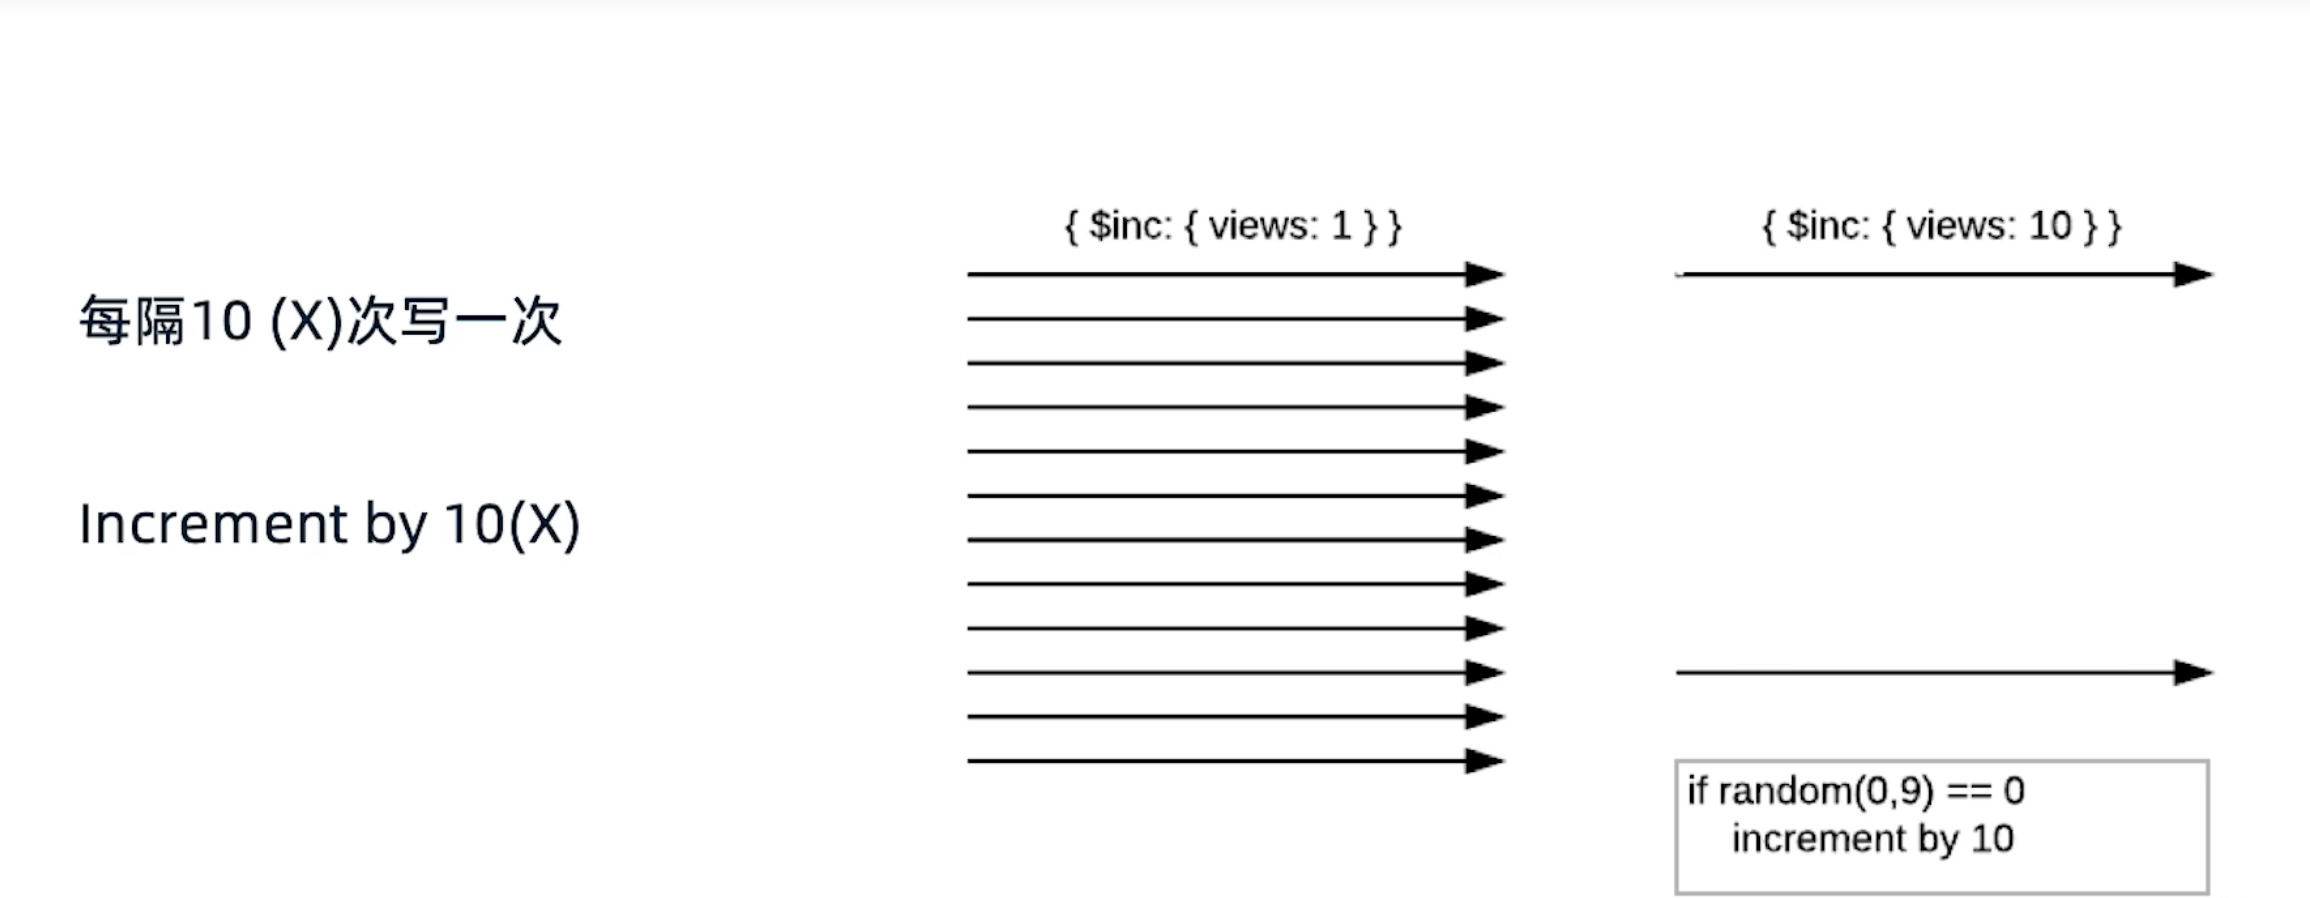 每隔10 (X)次写一次
Increment by 10(X)
{ $inc: { views: 1 } }
{ $inc: { views: 10 } }
if random(0,9) == 0
increment by 10